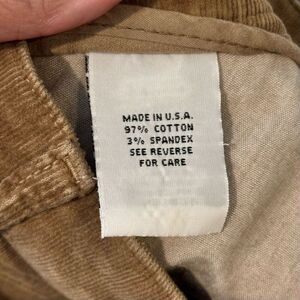 MADE IN U.S.A.
97% COTTON
3% SPANDEX
SEE REVERSE
FOR CARE